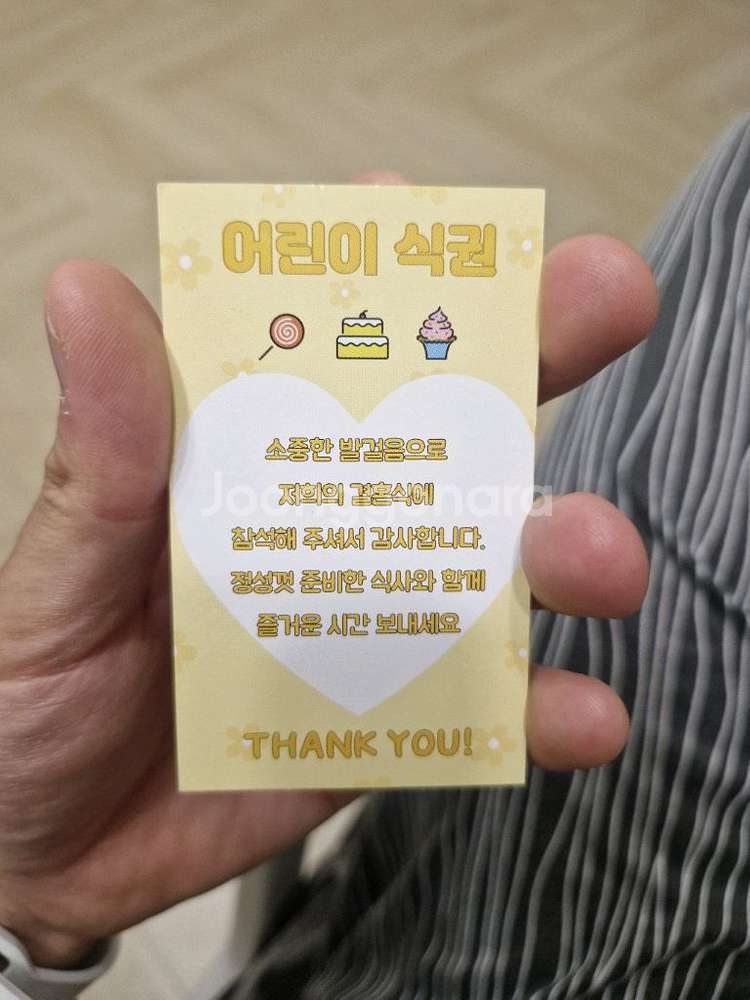 어린이 식권
소중한 발걸음으로
저희의 결혼식에
Joonggonara
참석해 주셔서 감사합니다.
정성껏 준비한 식사와 함께
즐거운 시간 보내세요
THANK YOU!